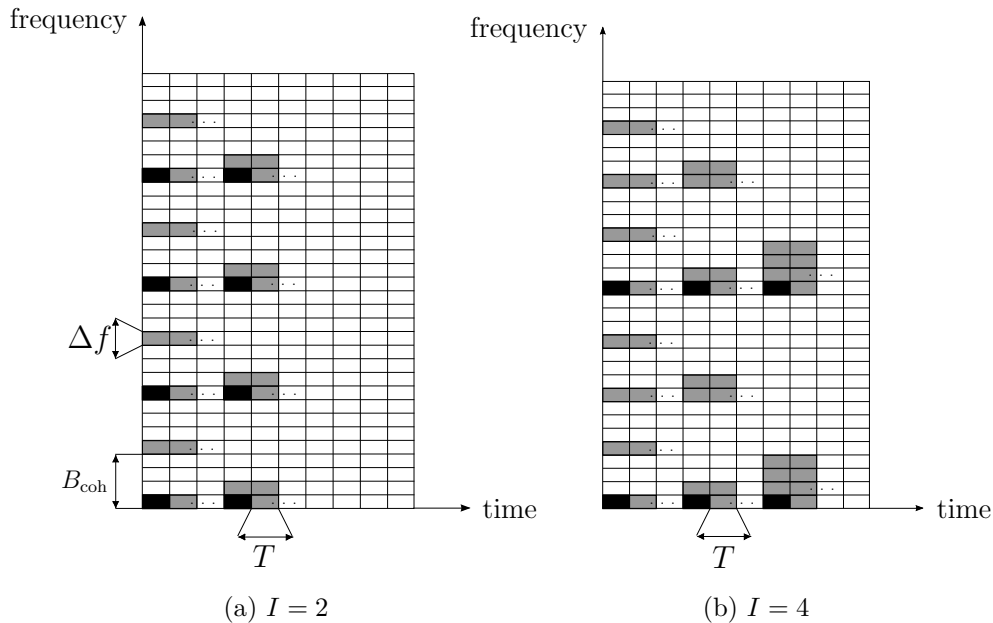 frequency
Δf
B_coh
time
T
(a) I = 2
frequency
time
T
(b) I = 4